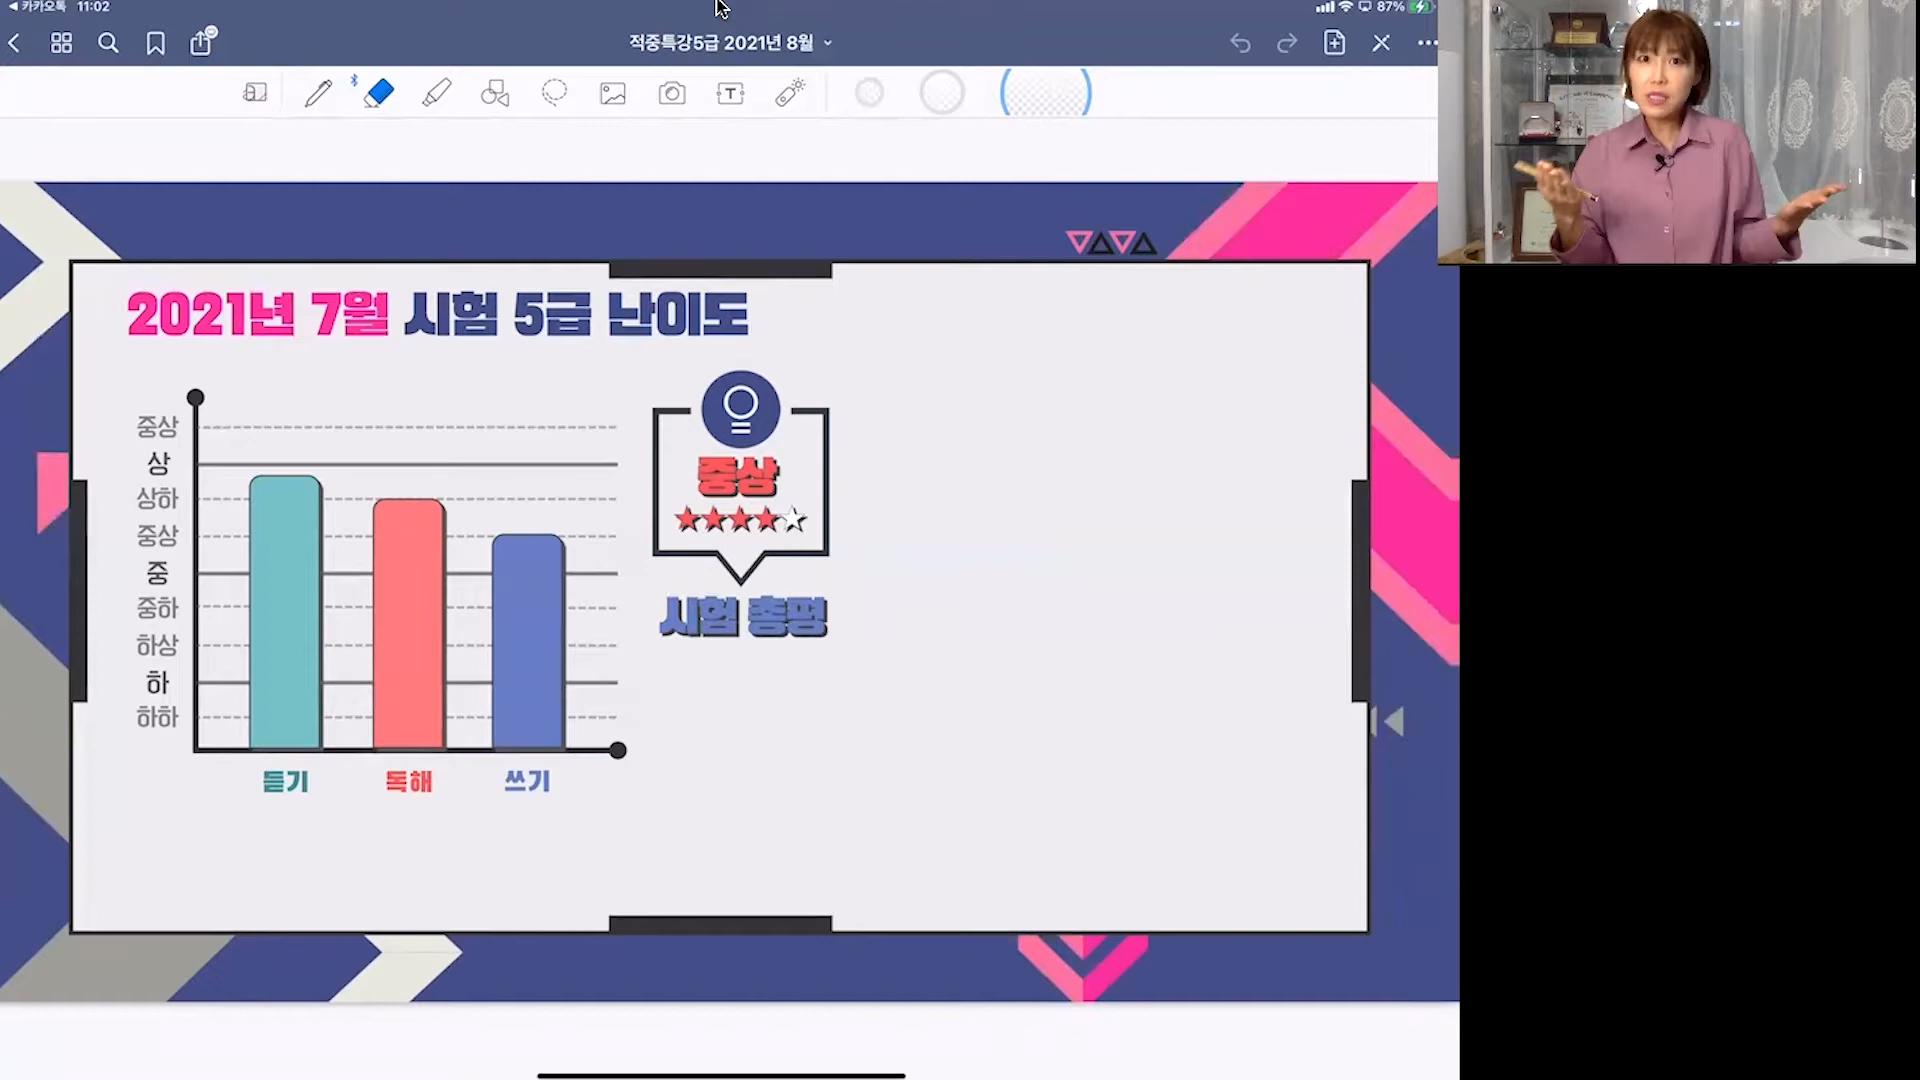 카카오톡 11:02
87%
적중특강5급 2021년 8월
T
2021년 7월 시험 5급 난이도
중상
상
상하
중상
중
중하
하상
하
하하
듣기 독해 쓰기
중상
시험 총평